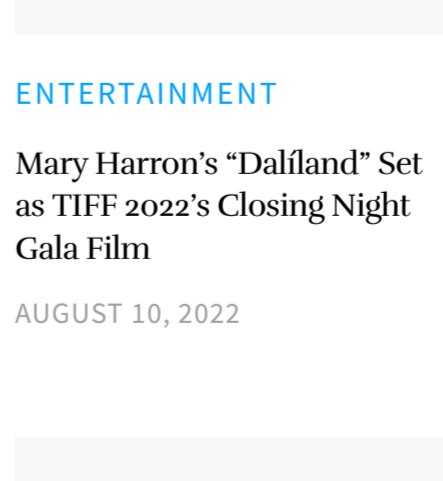 ENTERTAINMENT
Mary Harron’s “Dalíland” Set
as TIFF 2022’s Closing Night
Gala Film
AUGUST 10, 2022